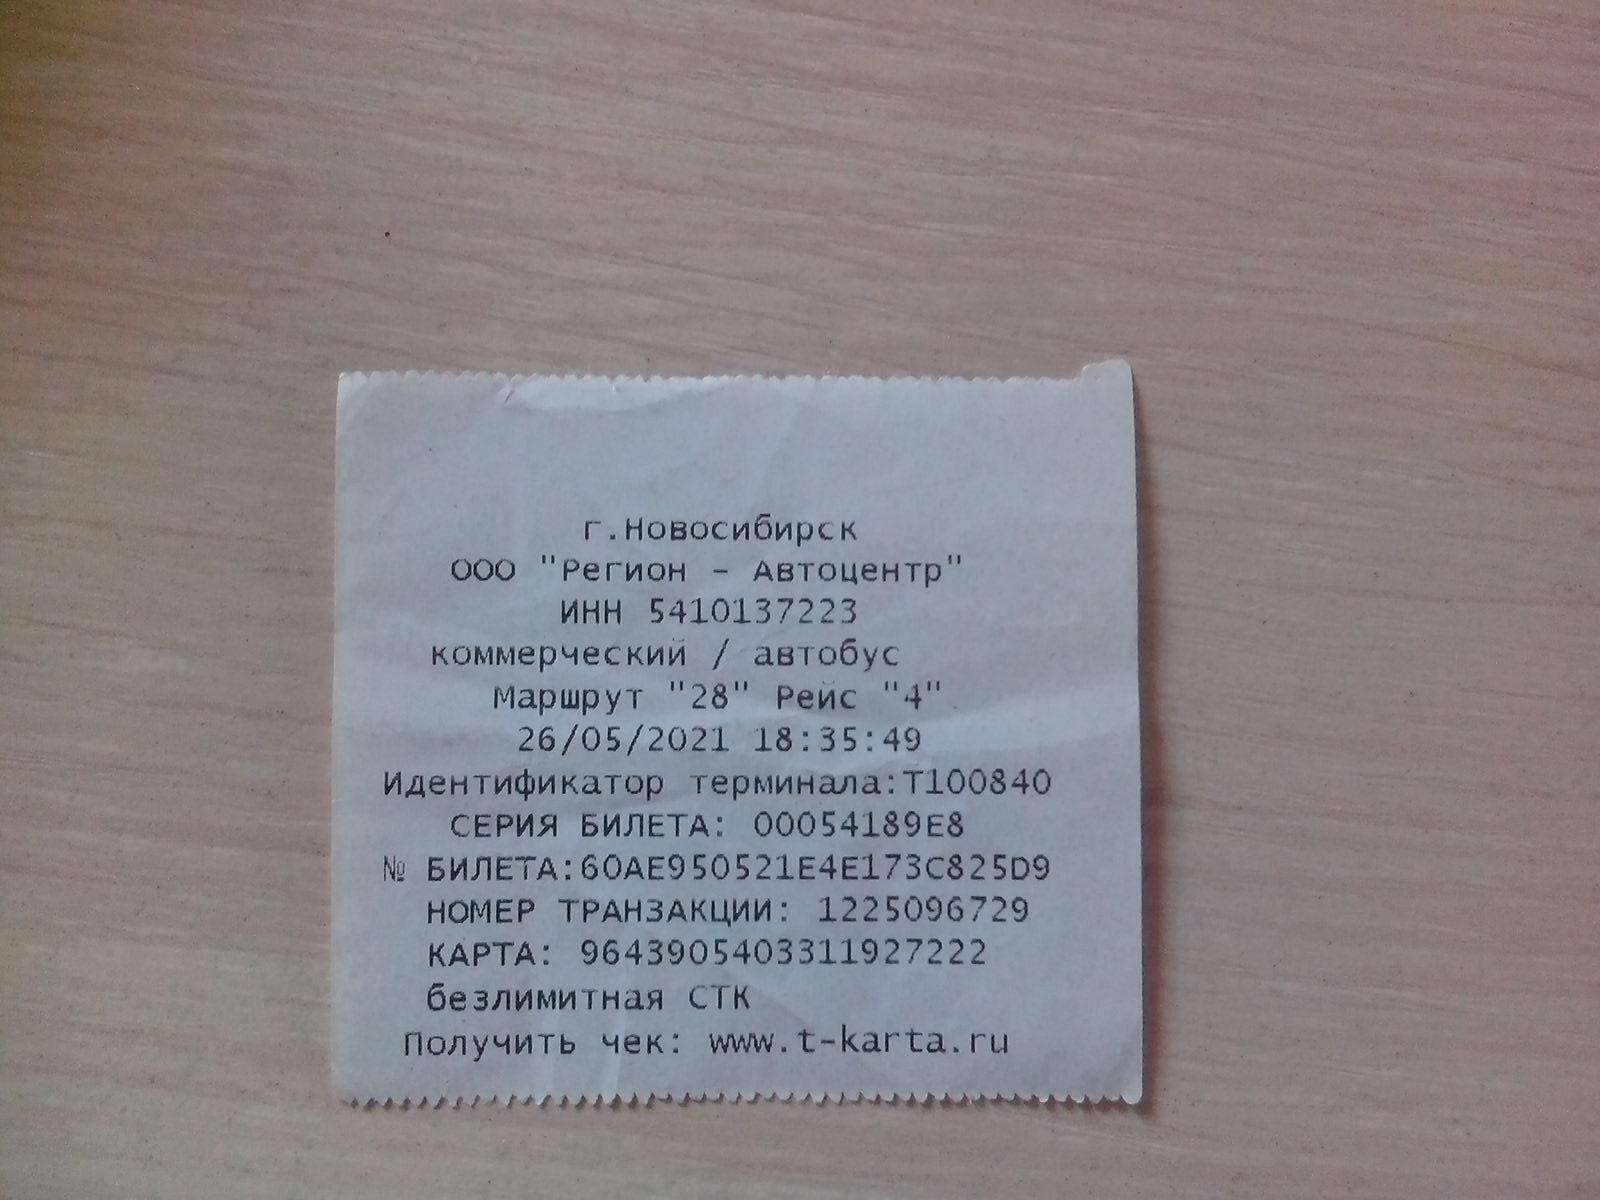 г.Новосибирск
ООО "Регион - Автоцентр"
ИНН 5410137223
коммерческий / автобус
Маршрут "28" Рейс "4"
26/05/2021 18:35:49
Идентификатор терминала:Т100840
СЕРИЯ БИЛЕТА: 00054189E8
№ БИЛЕТА:60AE950521E4E173C825D9
НОМЕР ТРАНЗАКЦИИ: 1225096729
КАРТА: 9643905403311927222
безлимитная СТК
Получить чек: www.t-karta.ru